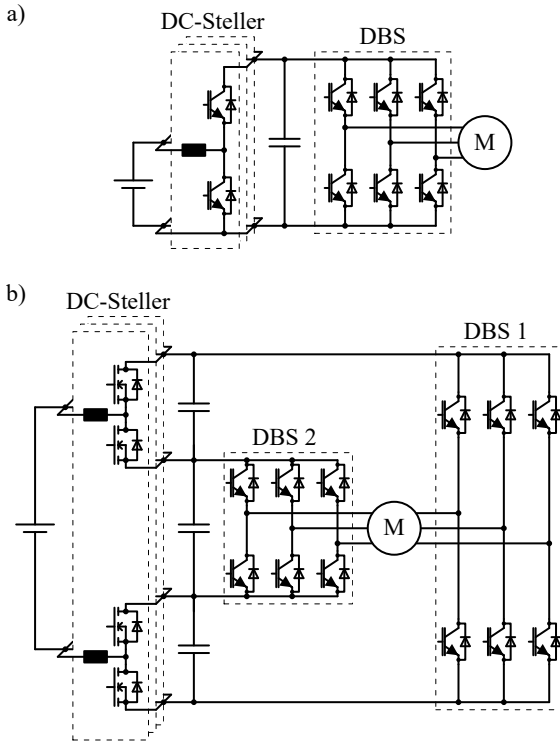 a)
DC-Steller
DBS
M
b)
DC-Steller
DBS 1
DBS 2
M